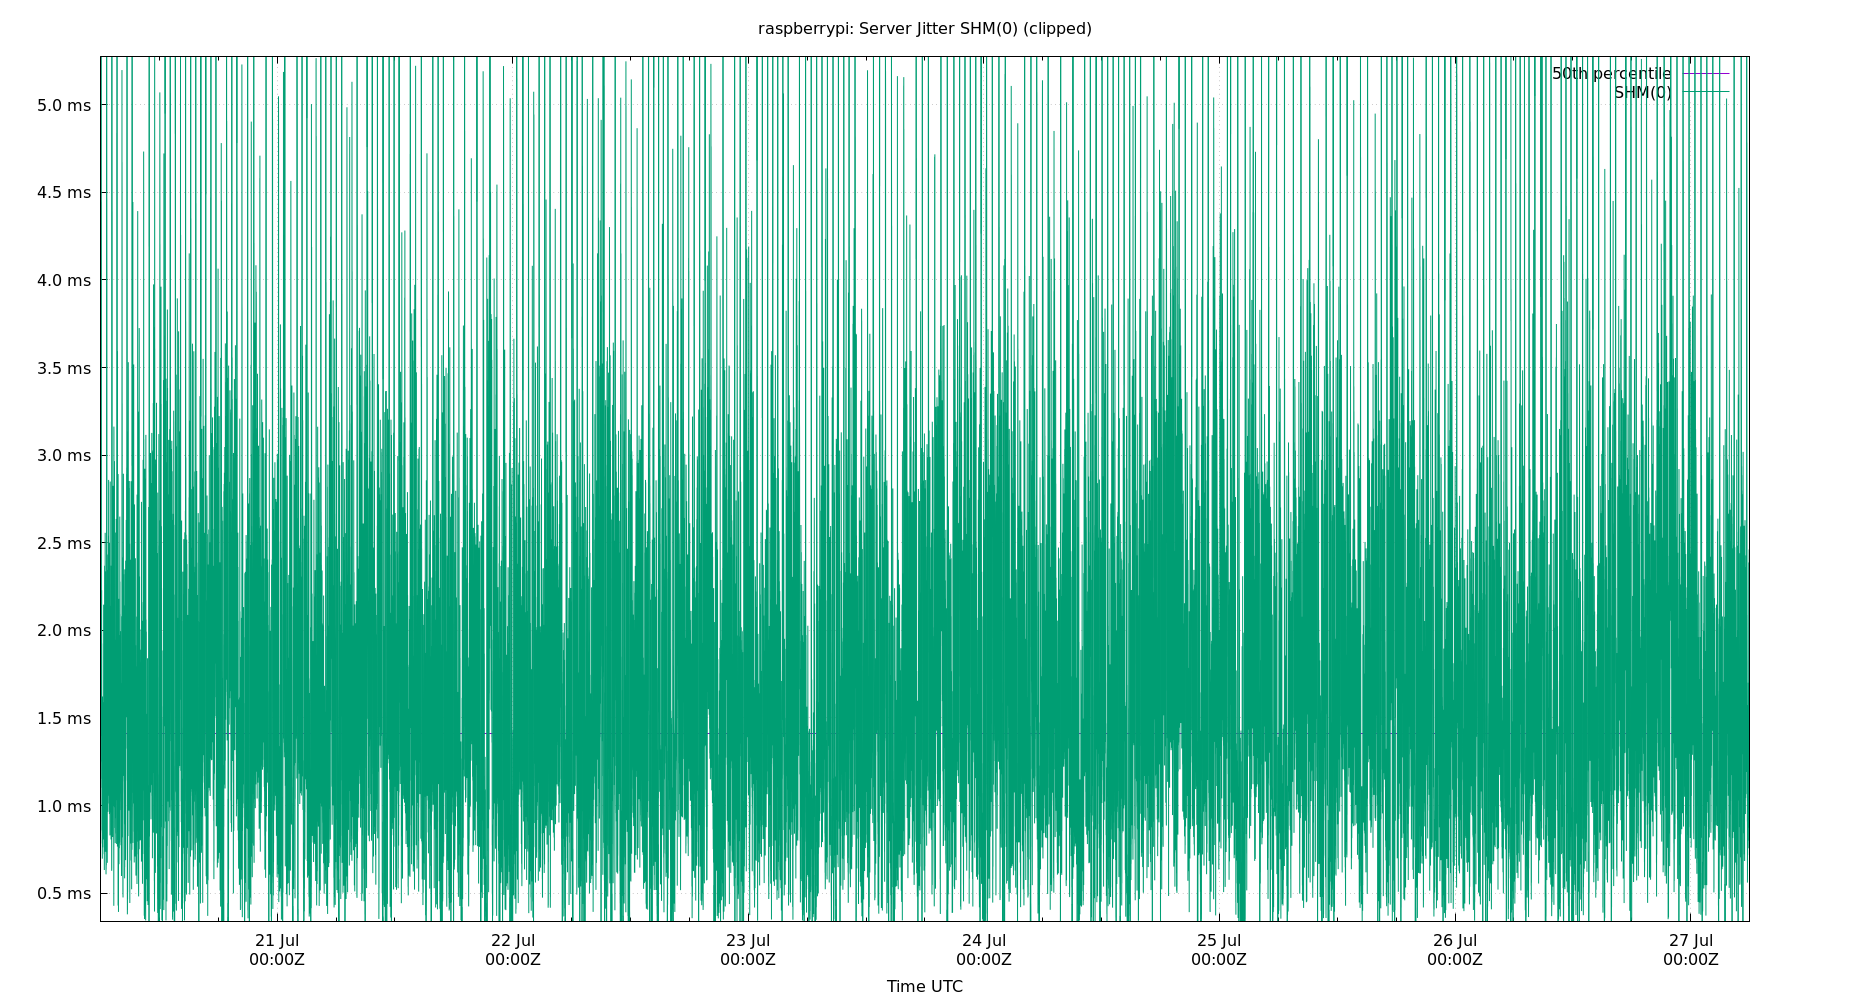 raspberrypi: Server Jitter SHM(0) (clipped)
50th percentile
SHM(0)
5.0 ms
4.5 ms
4.0 ms
3.5 ms
3.0 ms
2.5 ms
2.0 ms
1.5 ms
1.0 ms
0.5 ms
21 Jul 22 Jul 23 Jul 24 Jul 25 Jul 26 Jul 27 Jul
00:00Z 00:00Z 00:00Z 00:00Z 00:00Z 00:00Z 00:00Z
Time UTC